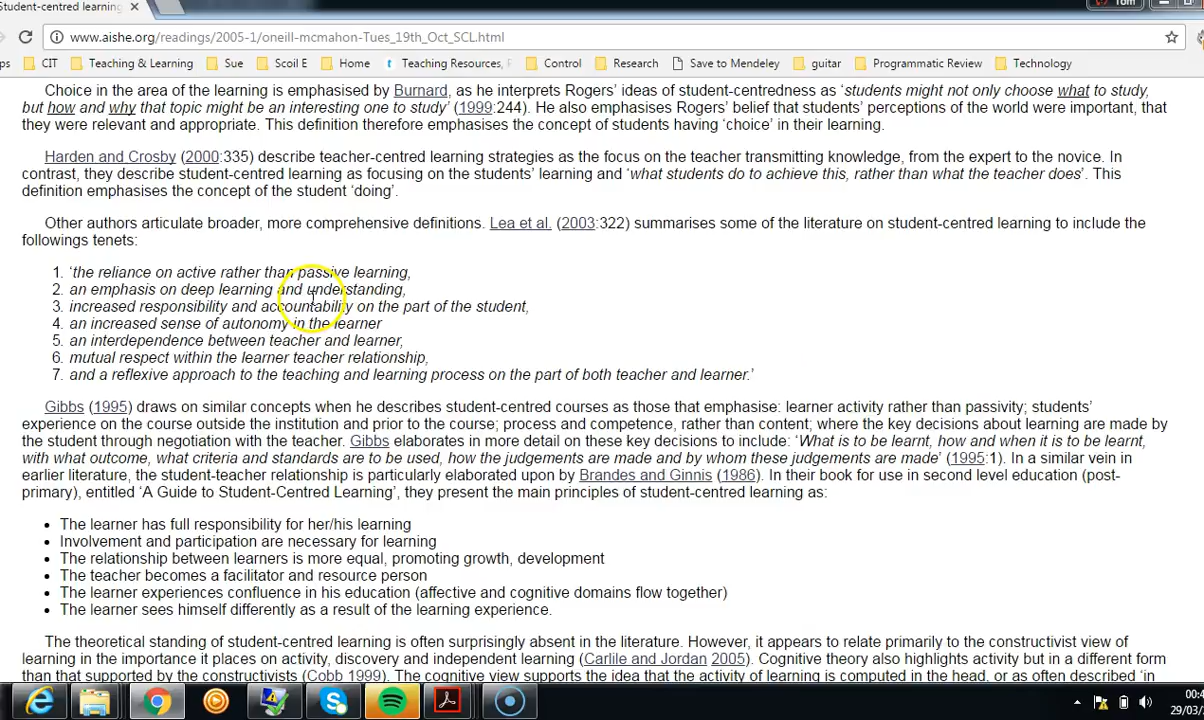 Student-centred learning
Tom
www.aishe.org/readings/2005-1/oneill-mcmahon-Tues_19th_Oct_SCL.html
ps CIT Teaching & Learning Sue Scoil E Home Teaching Resources, Control Research Save to Mendeley guitar Programmatic Review Technology
Choice in the area of the learning is emphasised by Burnard, as he interprets Rogers' ideas of student-centredness as 'students might not only choose what to study,
but how and why that topic might be an interesting one to study' (1999:244). He also emphasises Rogers' belief that students' perceptions of the world were important, that
they were relevant and appropriate. This definition therefore emphasises the concept of students having 'choice' in their learning.
Harden and Crosby (2000:335) describe teacher-centred learning strategies as the focus on the teacher transmitting knowledge, from the expert to the novice. In
contrast, they describe student-centred learning as focusing on the students' learning and 'what students do to achieve this, rather than what the teacher does'. This
definition emphasises the concept of the student 'doing'.
Other authors articulate broader, more comprehensive definitions. Lea et al. (2003:322) summarises some of the literature on student-centred learning to include the
followings tenets:
1. 'the reliance on active rather than passive learning,
2. an emphasis on deep learning and understanding,
3. increased responsibility and accountability on the part of the student,
4. an increased sense of autonomy in the learner
5. an interdependence between teacher and learner,
6. mutual respect within the learner teacher relationship,
7. and a reflexive approach to the teaching and learning process on the part of both teacher and learner.'
Gibbs (1995) draws on similar concepts when he describes student-centred courses as those that emphasise: learner activity rather than passivity; students'
experience on the course outside the institution and prior to the course; process and competence, rather than content; where the key decisions about learning are made by
the student through negotiation with the teacher. Gibbs elaborates in more detail on these key decisions to include: 'What is to be learnt, how and when it is to be learnt,
with what outcome, what criteria and standards are to be used, how the judgements are made and by whom these judgements are made' (1995:1). In a similar vein in
earlier literature, the student-teacher relationship is particularly elaborated upon by Brandes and Ginnis (1986). In their book for use in second level education (post-
primary), entitled 'A Guide to Student-Centred Learning', they present the main principles of student-centred learning as:
• The learner has full responsibility for her/his learning
• Involvement and participation are necessary for learning
• The relationship between learners is more equal, promoting growth, development
• The teacher becomes a facilitator and resource person
• The learner experiences confluence in his education (affective and cognitive domains flow together)
• The learner sees himself differently as a result of the learning experience.
The theoretical standing of student-centred learning is often surprisingly absent in the literature. However, it appears to relate primarily to the constructivist view of
learning in the importance it places on activity, discovery and independent learning (Carlile and Jordan 2005). Cognitive theory also highlights activity but in a different form
than that supported by the constructivists (Cobb 1999). The cognitive view supports the idea that the activity of learning is computed in the head, or as often described 'in
00:4
29/03/